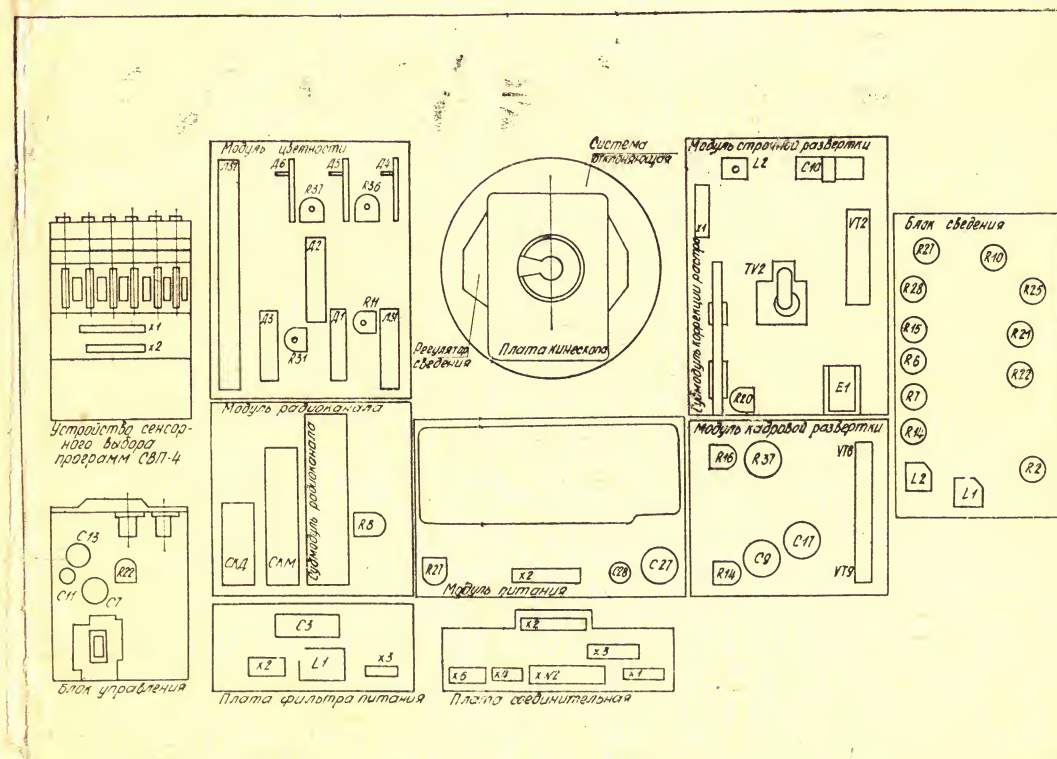 Модуль цветности
Д6
Д5
Д4
R37
R36
Д2
R11
Д3
R31
Д1
Система
отклоняющая
Регулятор
сведения
Плата кинескопа
Модуль строчной развертки
L2
C10
X1
VT2
TV2
Субмодуль коррекции растра
R20
E1
Блок сведения
R27
R10
R28
R25
R15
R21
R6
R22
R7
R14
R2
L2
L1
X1
X2
Устройство сенсор-
ного выбора
программ СВП-4
Модуль радиоканала
Субмодуль радиоканала
R8
R27
X2
C28
C27
Модуль питания
Модуль кадровой развертки
R16
R37
VT8
C17
C9
R14
VT9
C13
R22
C11
C7
Блок управления
C3
X2
L1
X3
Плата фильтра питания
X2
X3
X5
X4
X1
Плата соединительная